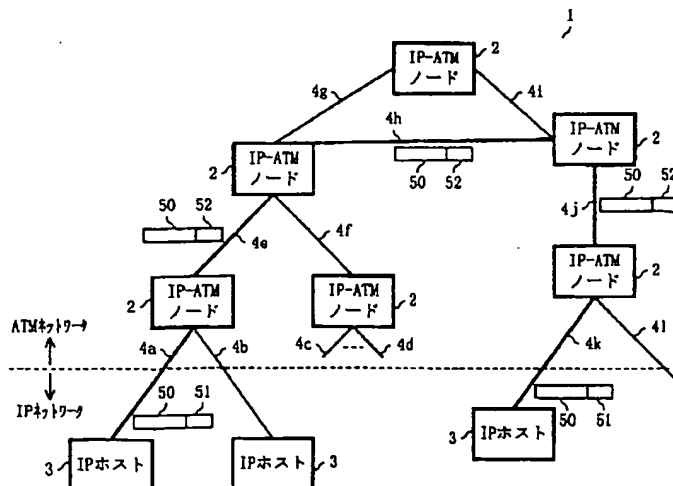 1
IP-ATM
ノード
2
4g
4i
4h
IP-ATM
ノード
2
IP-ATM
ノード
2
50
52
50
52
4j
50
52
4e
4f
IP-ATM
ノード
2
IP-ATM
ノード
2
IP-ATM
ノード
2
ATMネットワーク
4a
4b
4c
4d
4k
4l
IPネットワーク
50
51
50
51
3
IPホスト
IPホスト
3
3
IPホスト